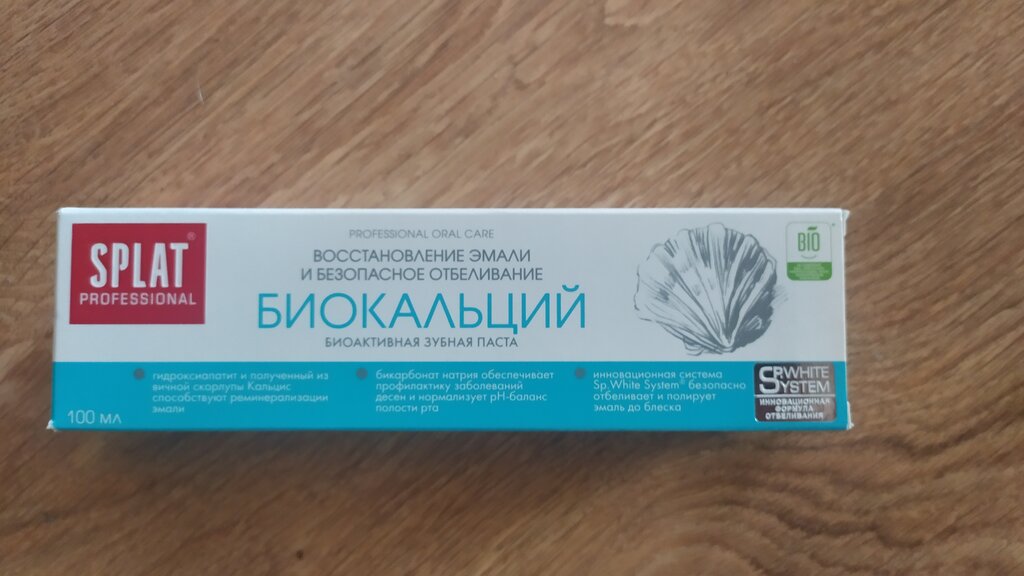 SPLAT®
PROFESSIONAL
PROFESSIONAL ORAL CARE
ВОССТАНОВЛЕНИЕ ЭМАЛИ
И БЕЗОПАСНОЕ ОТБЕЛИВАНИЕ
БИОКАЛЬЦИЙ
БИОАКТИВНАЯ ЗУБНАЯ ПАСТА
BIO
гидроксиапатит и полученный из
яичной скорлупы Кальцис
способствуют реминерализации
эмали
бикарбонат натрия обеспечивает
профилактику заболеваний
десен и нормализует pH-баланс
полости рта
инновационная система
Sp.White System® безопасно
отбеливает и полирует
эмаль до блеска
SP.WHITE
SYSTEM
ИННОВАЦИОННАЯ
ФОРМУЛА
ОТБЕЛИВАНИЯ
100 МЛ